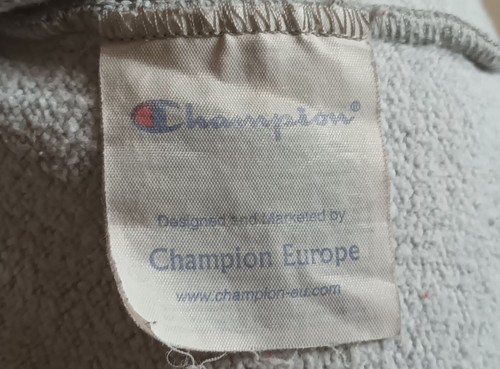 Champion®
Designed and Marketed by
Champion Europe
www.champion-eu.com